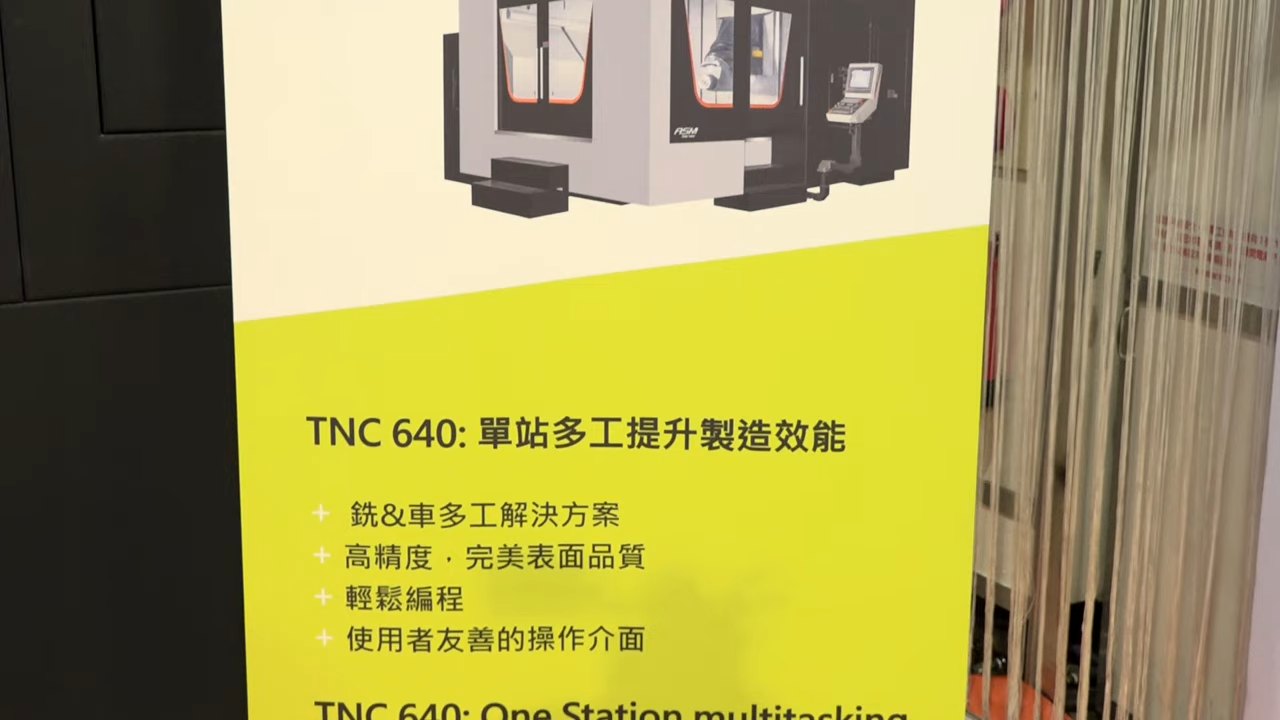 TNC 640: 單站多工提升製造效能
+ 銑&車多工解決方案
+ 高精度，完美表面品質
+ 輕鬆編程
+ 使用者友善的操作介面
TNC 640: One Station multitasking